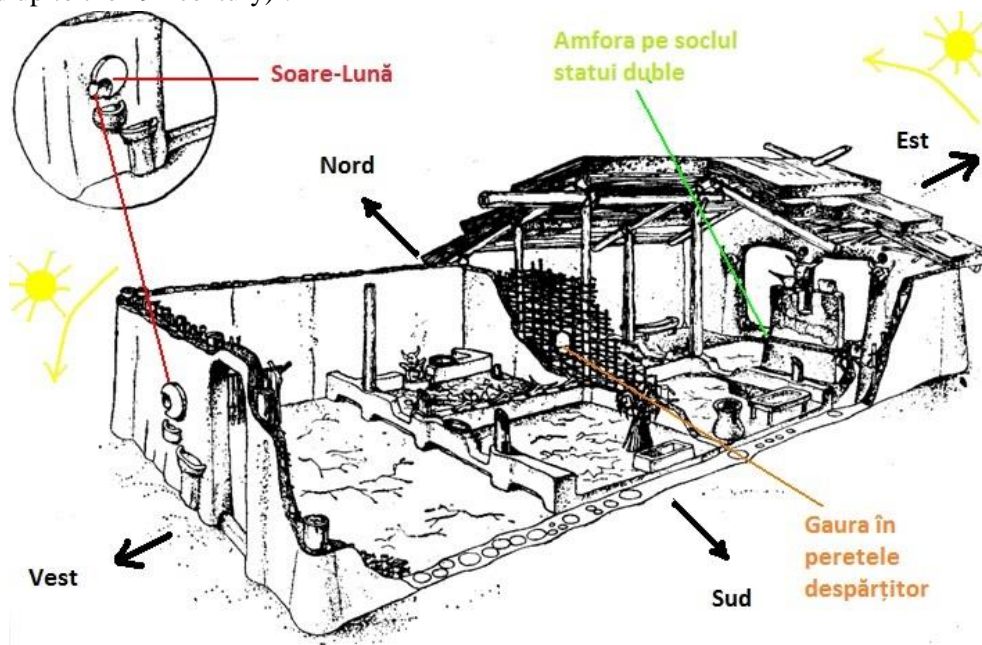 Soare-Lună
Amfora pe soclul
statui duble
Est
Nord
Vest
Sud
Gaura în
peretele
despărțitor